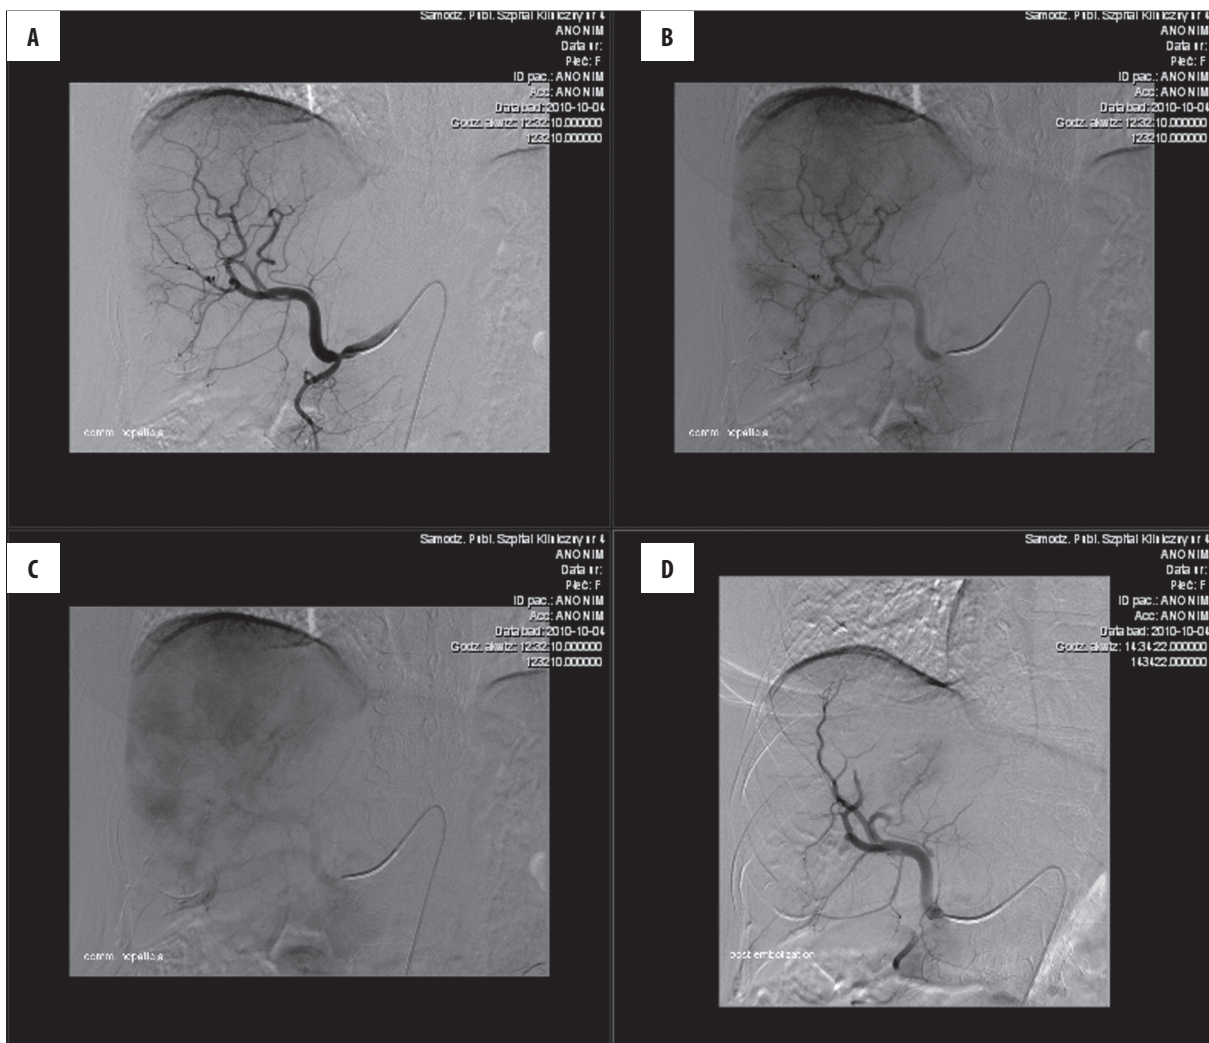 A
Samodz. Publ. Szpital Kliniczny nr 4
ANONIM
Data ur:
Płeć: F
ID pac.: ANONIM
Acc: ANONIM
Data bad: 2010-10-04
Godz. akwiz: 12:32:10.000000
123210.000000
comm. hepatica
B
Samodz. Publ. Szpital Kliniczny nr 4
ANONIM
Data ur:
Płeć: F
ID pac.: ANONIM
Acc: ANONIM
Data bad: 2010-10-04
Godz. akwiz: 12:32:10.000000
123210.000000
comm. hepatica
C
Samodz. Publ. Szpital Kliniczny nr 4
ANONIM
Data ur:
Płeć: F
ID pac.: ANONIM
Acc: ANONIM
Data bad: 2010-10-04
Godz. akwiz: 12:32:10.000000
123210.000000
comm. hepatica
D
Samodz. Publ. Szpital Kliniczny nr 4
ANONIM
Data ur:
Płeć: F
ID pac.: ANONIM
Acc: ANONIM
Data bad: 2010-10-04
Godz. akwiz: 14:34:22.000000
143422.000000
post embolization